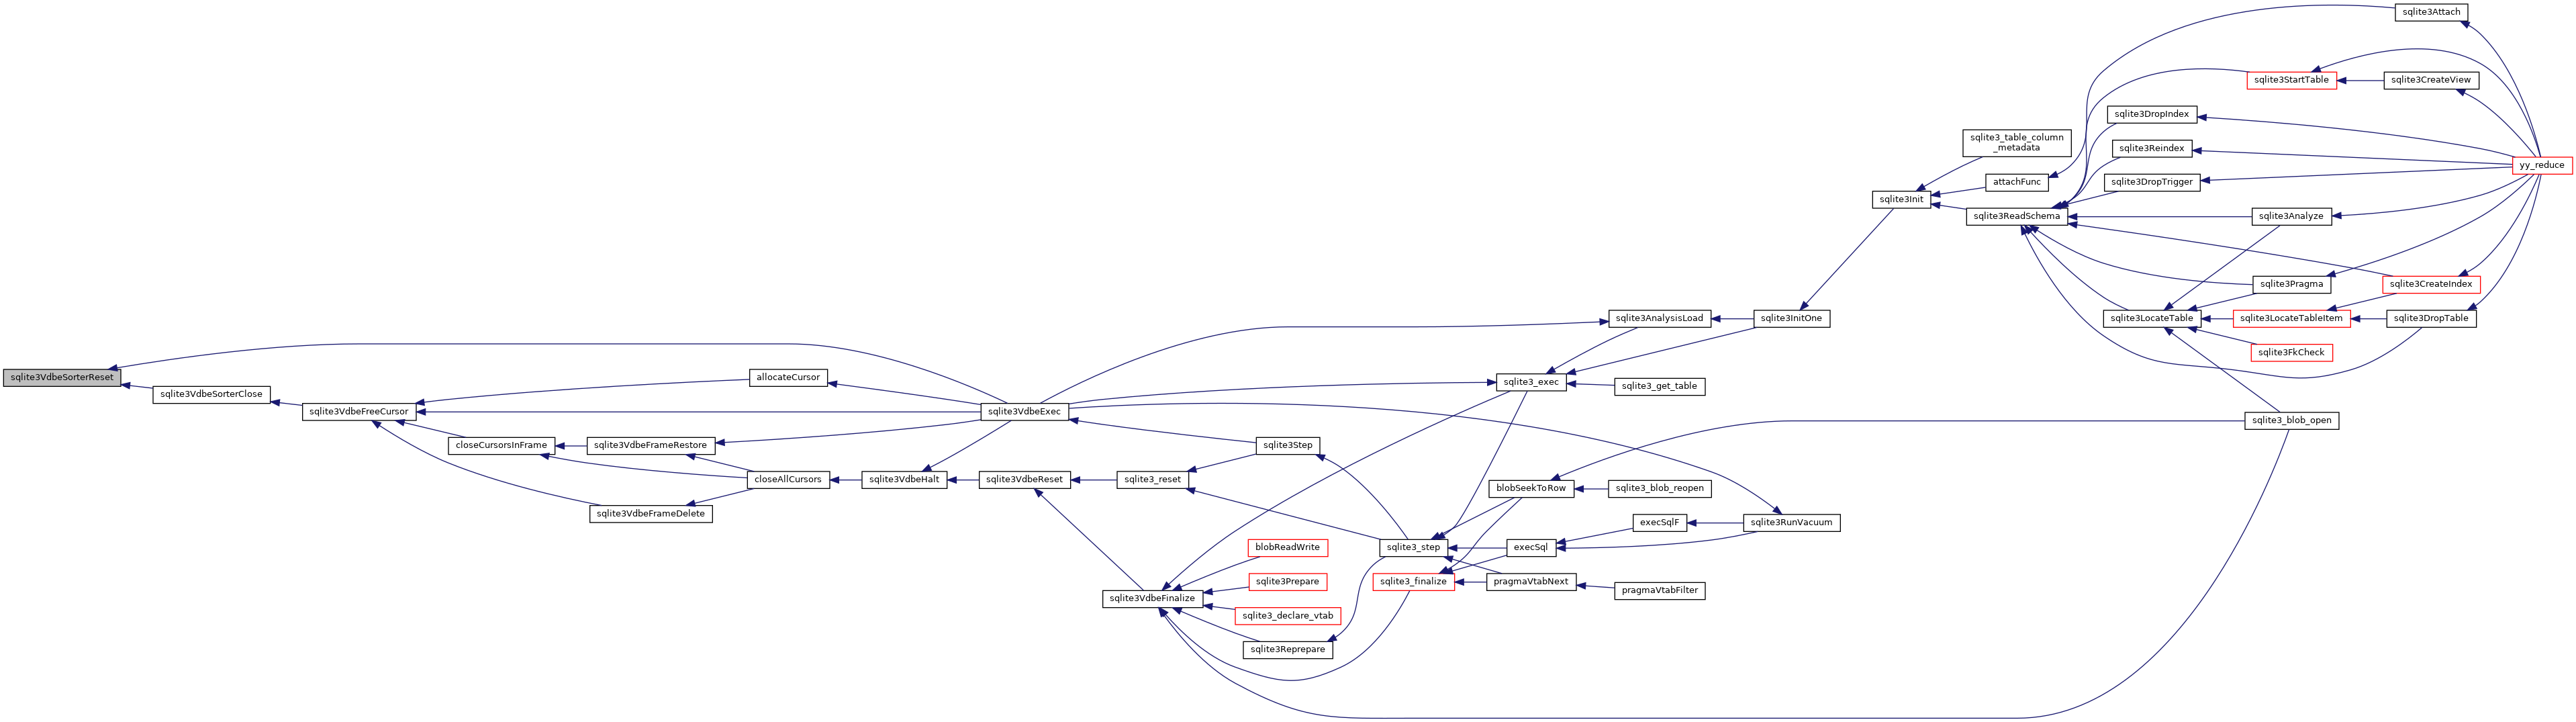 sqlite3Attach
sqlite3StartTable
sqlite3CreateView
sqlite3DropIndex
sqlite3_table_column
_metadata
sqlite3Reindex
yy_reduce
attachFunc
sqlite3DropTrigger
sqlite3Init
sqlite3ReadSchema
sqlite3Analyze
sqlite3Pragma
sqlite3CreateIndex
sqlite3AnalysisLoad
sqlite3InitOne
sqlite3LocateTable
sqlite3LocateTableItem
sqlite3DropTable
sqlite3FkCheck
sqlite3VdbeSorterReset
allocateCursor
sqlite3_exec
sqlite3_get_table
sqlite3VdbeSorterClose
sqlite3VdbeFreeCursor
sqlite3VdbeExec
sqlite3_blob_open
closeCursorsInFrame
sqlite3VdbeFrameRestore
sqlite3Step
closeAllCursors
sqlite3VdbeHalt
sqlite3VdbeReset
sqlite3_reset
blobSeekToRow
sqlite3_blob_reopen
sqlite3VdbeFrameDelete
execSqlF
sqlite3RunVacuum
blobReadWrite
sqlite3_step
execSql
sqlite3Prepare
sqlite3_finalize
pragmaVtabNext
pragmaVtabFilter
sqlite3VdbeFinalize
sqlite3_declare_vtab
sqlite3Reprepare